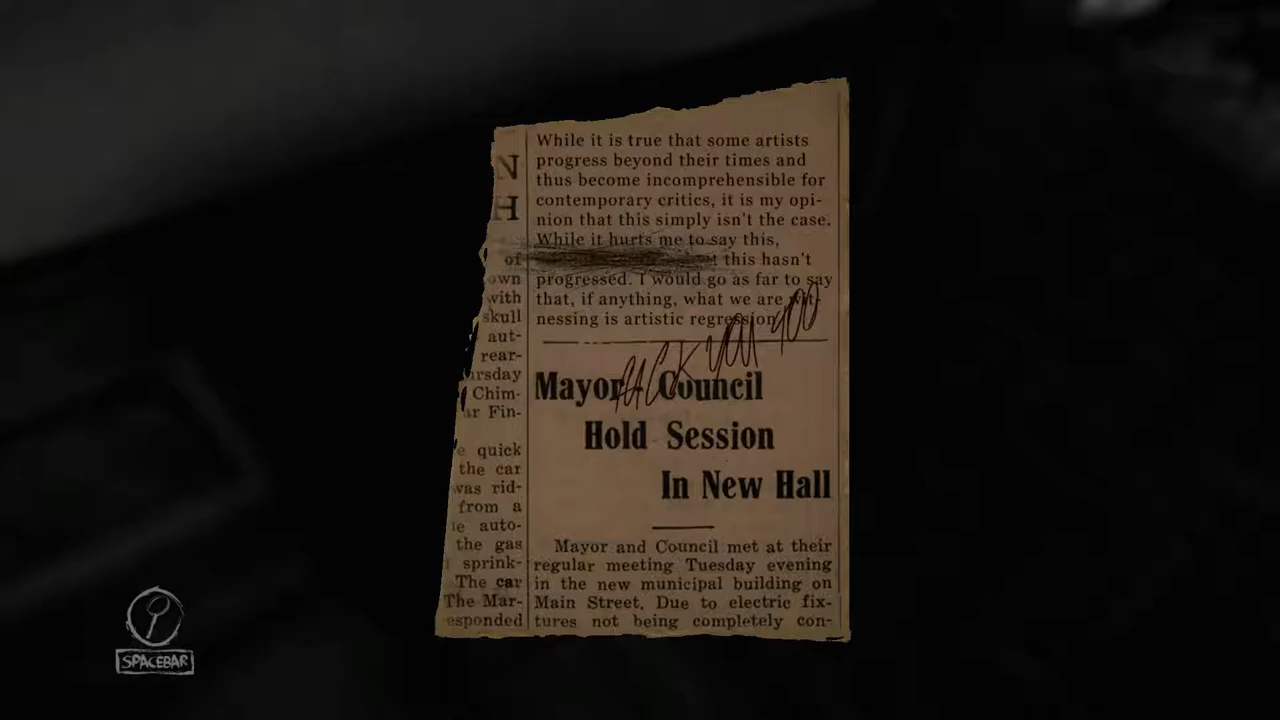 While it is true that some artists
progress beyond their times and
thus become incomprehensible for
contemporary critics, it is my opi-
nion that this simply isn't the case.
While it hurts me to say this,
this hasn't
progressed. I would go as far to say
that, if anything, what we are wit-
nessing is artistic regression
FUCK YOU TOO
Mayor - Council
Hold Session
In New Hall
Mayor and Council met at their
regular meeting Tuesday evening
in the new municipal building on
Main Street. Due to electric fix-
tures not being completely con-
N
H
of
own
with
skull
aut-
rear-
ursday
Chim-
ar Fin-
e quick
the car
was rid-
from a
le auto-
the gas
sprink-
The car
The Mar-
esponded
SPACEBAR